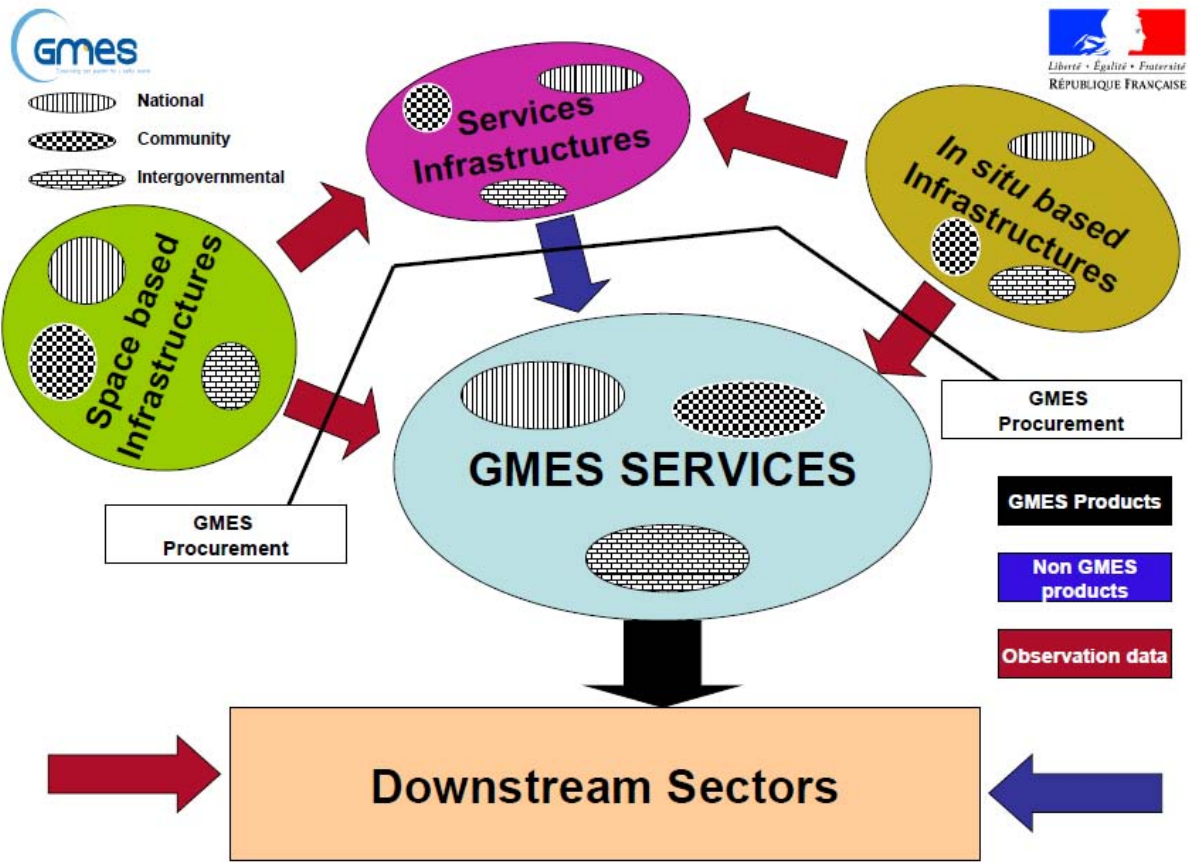 Gmes
National
Community
Intergovernmental
Liberté • Égalité • Fraternité
RÉPUBLIQUE FRANÇAISE
Services
Infrastructures
In situ based
Infrastructures
Space based
Infrastructures
GMES SERVICES
GMES
Procurement
GMES
Procurement
GMES Products
Non GMES
products
Observation data
Downstream Sectors